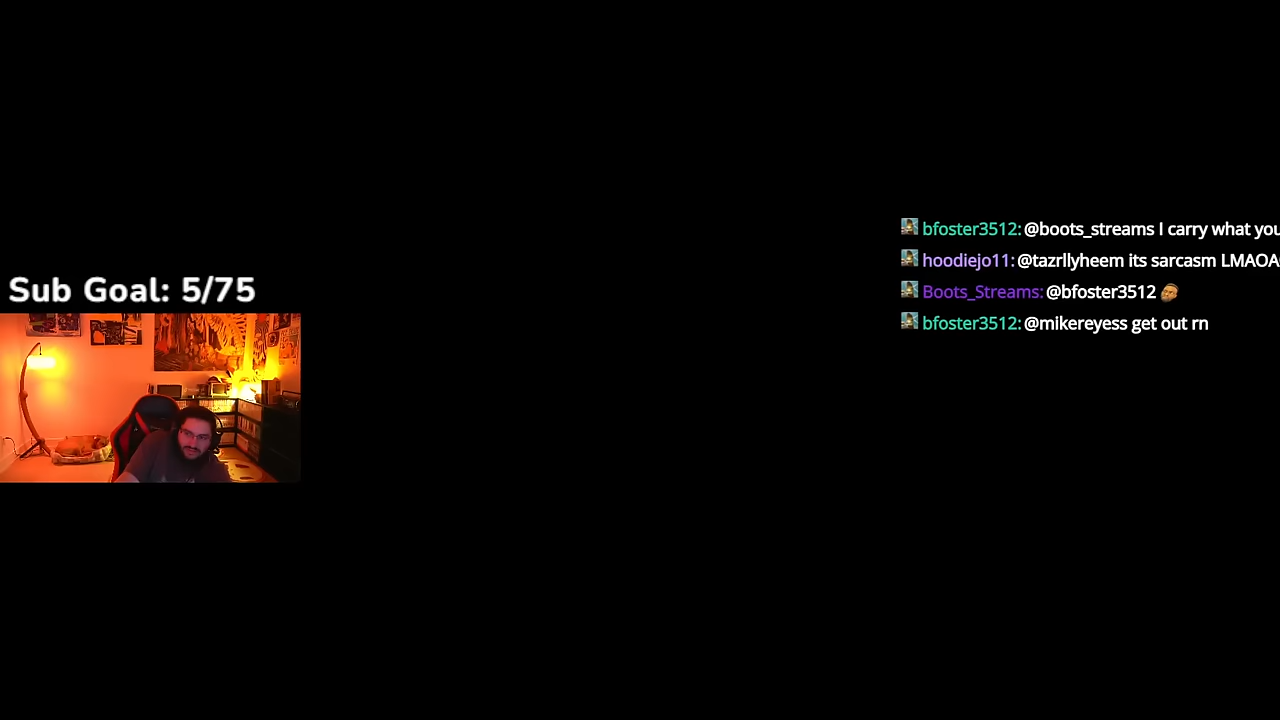 bfoster3512: @boots_streams I carry what you
hoodiejo11: @tazrllyheem its sarcasm LMAOA
Sub Goal: 5/75
Boots_Streams: @bfoster3512
bfoster3512: @mikereyess get out rn